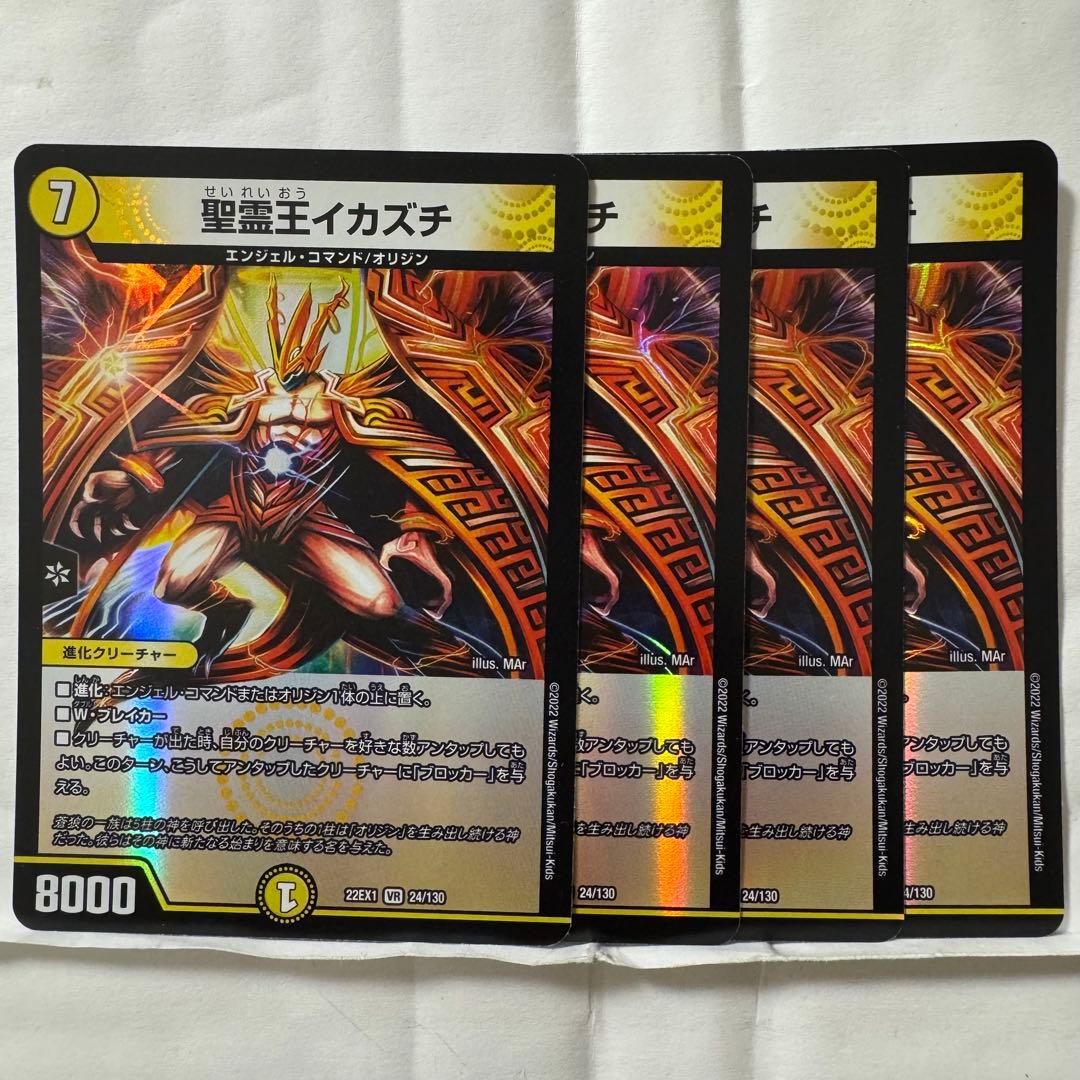 7
せいれいおう
聖霊王イカズチ
エンジェル・コマンド/オリジン
進化クリーチャー
illus. MAr
■進化:エンジェル・コマンドまたはオリジン1体の上に置く。
■W・ブレイカー
■クリーチャーが出た時、自分のクリーチャーを好きな数アンタップしても
よい。このターン、こうしてアンタップしたクリーチャーに「ブロッカー」を与
える。
蒼狼の一族は5柱の神を呼び出した。そのうちの1柱は「オリジン」を生み出し続ける神
だった。彼らはその神に新たなる始まりを意味する名を与えた。
8000
1
22EX1 VR 24/130
©2022 Wizards/Shogakukan/Mitsui-Kids
チ
ン
illus. MAr
く。
数アンタップしても
に「ブロッカー」を与
を生み出し続ける神
24/130
©2022 Wizards/Shogakukan/Mitsui-Kids
チ
illus. MAr
アンタップしても
ブロッカー」を与
生み出し続ける神
24/130
©2022 Wizards/Shogakukan/Mitsui-Kids
illus. MAr
アンタップしても
ブロッカー」を与
生み出し続ける神
24/130
©2022 Wizards/Shogakukan/Mitsui-Kids